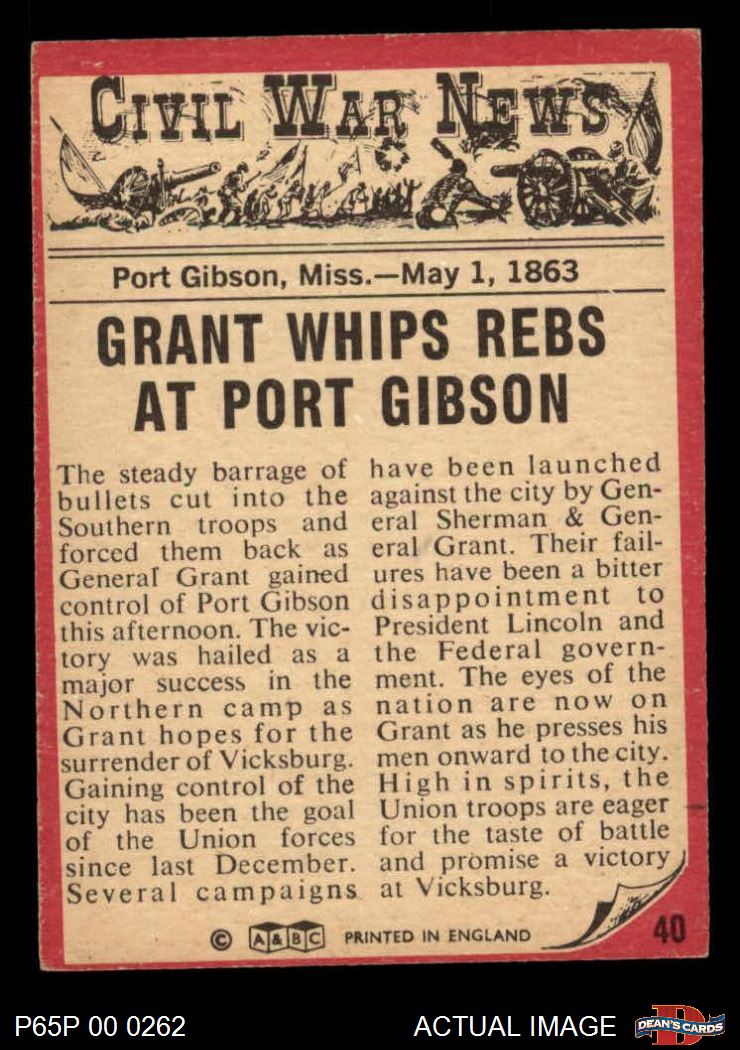 CIVIL WAR NEWS
Port Gibson, Miss.—May 1, 1863
GRANT WHIPS REBS
AT PORT GIBSON
The steady barrage of
bullets cut into the
Southern troops and
forced them back as
General Grant gained
control of Port Gibson
this afternoon. The vic-
tory was hailed as a
major success in the
Northern camp as
Grant hopes for the
surrender of Vicksburg.
Gaining control of the
city has been the goal
of the Union forces
since last December.
Several campaigns
have been launched
against the city by Gen-
eral Sherman & Gen-
eral Grant. Their fail-
ures have been a bitter
disappointment to
President Lincoln and
the Federal govern-
ment. The eyes of the
nation are now on
Grant as he presses his
men onward to the city.
High in spirits, the
Union troops are eager
for the taste of battle
and promise a victory
at Vicksburg.
© A&BC PRINTED IN ENGLAND
40
P65P 00 0262 ACTUAL IMAGE D DEAN'S CARDS